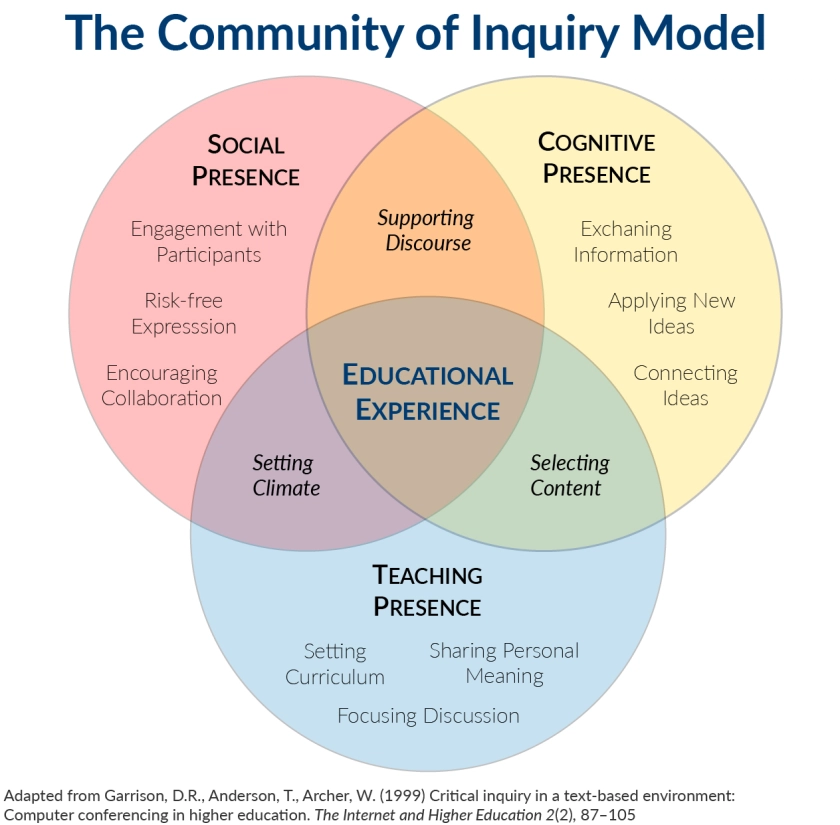 The Community of Inquiry Model
SOCIAL
PRESENCE
Engagement with
Participants
Risk-free
Expresssion
Encouraging
Collaboration
COGNITIVE
PRESENCE
Exchaning
Information
Applying New
Ideas
Connecting
Ideas
Supporting
Discourse
EDUCATIONAL
EXPERIENCE
Setting
Climate
Selecting
Content
TEACHING
PRESENCE
Setting
Curriculum
Sharing Personal
Meaning
Focusing Discussion
Adapted from Garrison, D.R., Anderson, T., Archer, W. (1999) Critical inquiry in a text-based environment:
Computer conferencing in higher education. The Internet and Higher Education 2(2), 87–105